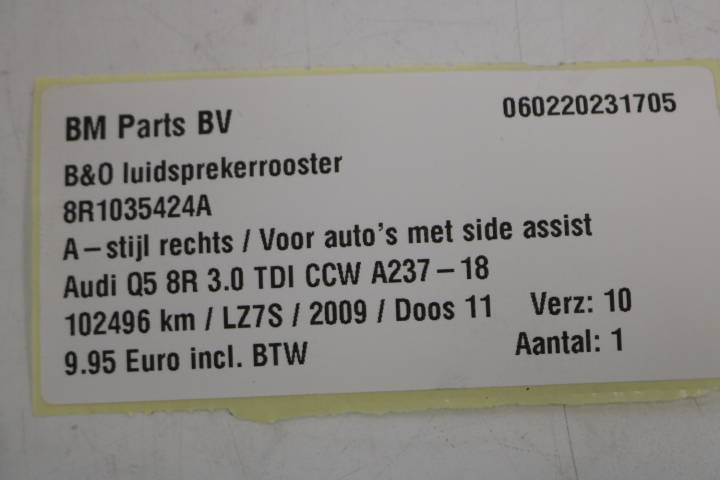 BM Parts BV 060220231705
B&O luidsprekerrooster
8R1035424A
A–stijl rechts / Voor auto's met side assist
Audi Q5 8R 3.0 TDI CCW A237–18
102496 km / LZ7S / 2009 / Doos 11 Verz: 10
9.95 Euro incl. BTW Aantal: 1